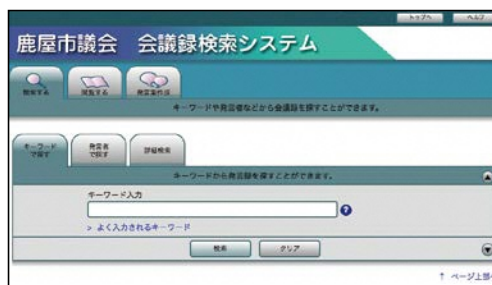 トップへ ヘルプ
鹿屋市議会 会議録検索システム
検索する 閲覧する 発言集作成
キーワードや発言者などから会議録を探すことができます。
キーワードで探す 発言者で探す 詳細検索
キーワードから発言録を探すことができます。
キーワード入力
?
> よく入力されるキーワード
検索 クリア
↑ ページ上部へ